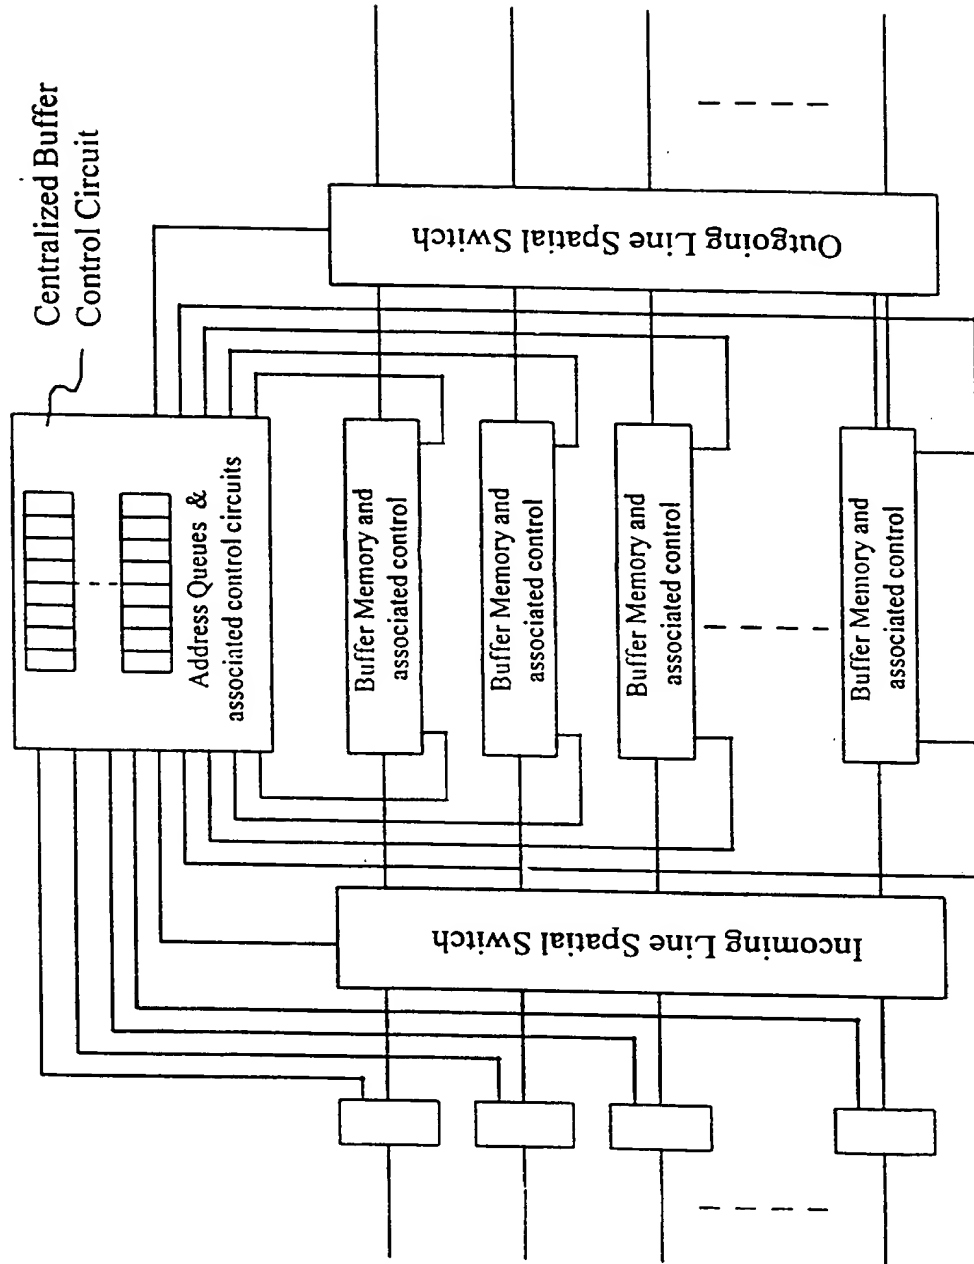 Centralized Buffer
Control Circuit
Address Queues &
associated control circuits
Buffer Memory and
associated control
Buffer Memory and
associated control
Buffer Memory and
associated control
Buffer Memory and
associated control
Incoming Line Spatial Switch
Outgoing Line Spatial Switch